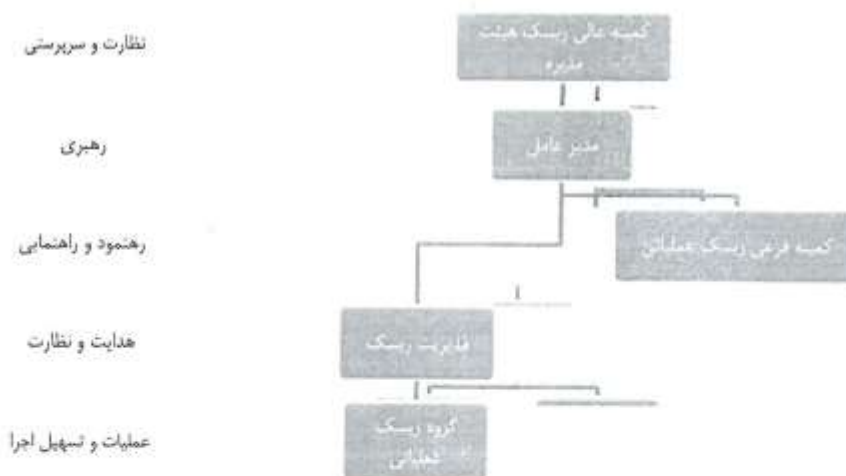 نظارت و سرپرستی
کمیته عالی ریسک هیئت
مدیره
رهبری
مدیر عامل
رهنمود و راهنمایی
کمیته فرعی ریسک عملیاتی
هدایت و نظارت
مدیریت ریسک
عملیات و تسهیل اجرا
گروه ریسک
عملیاتی